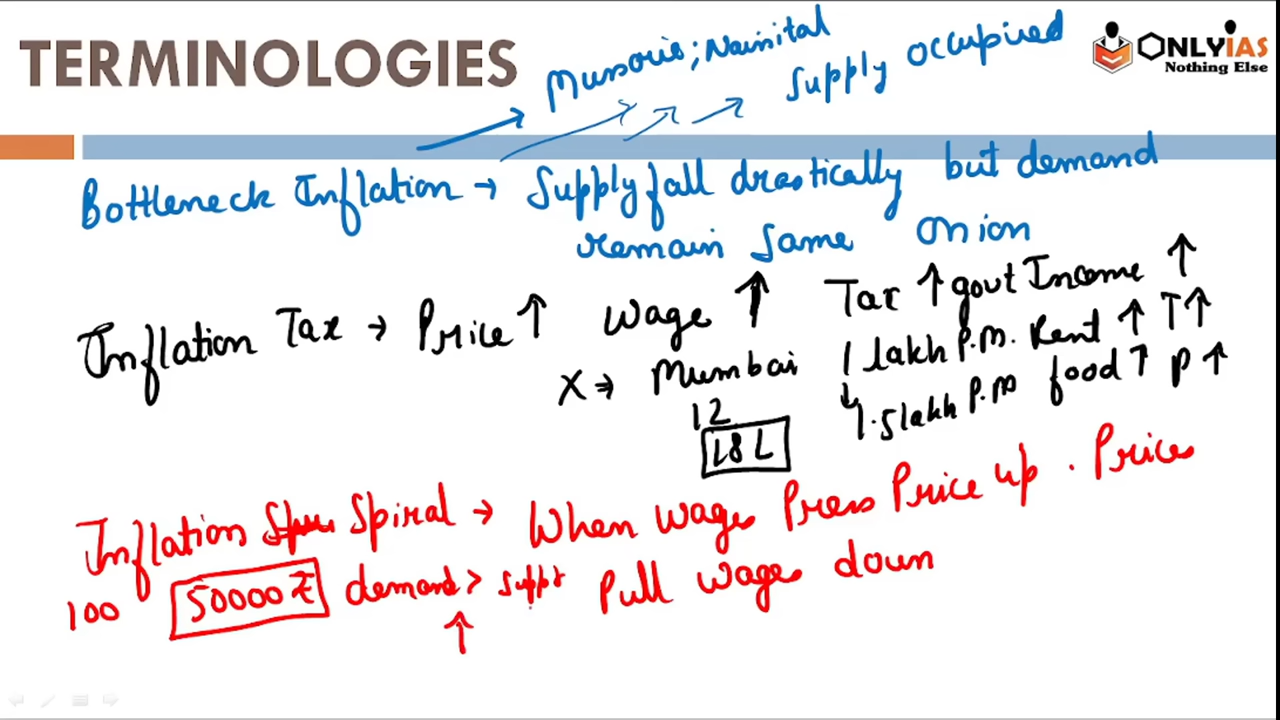 TERMINOLOGIES
ONLYIAS
Nothing Else
Mussorie; Nainital
Supply occupired
Bottleneck Inflation → Supply fall drastically but demand
remain same onion
Inflation Tax → Price ↑ Wage ↑ Tax ↑ govt Income ↑
X → Mumbai 1 lakh P.M. Rent ↑ T↑
12 ↓ 1.5 lakh P.M food ↑ P ↑
18 L
Inflation Spiral → When wages Press Price up. Prices
100 50000 ₹ demand > supply Pull wages down
↑